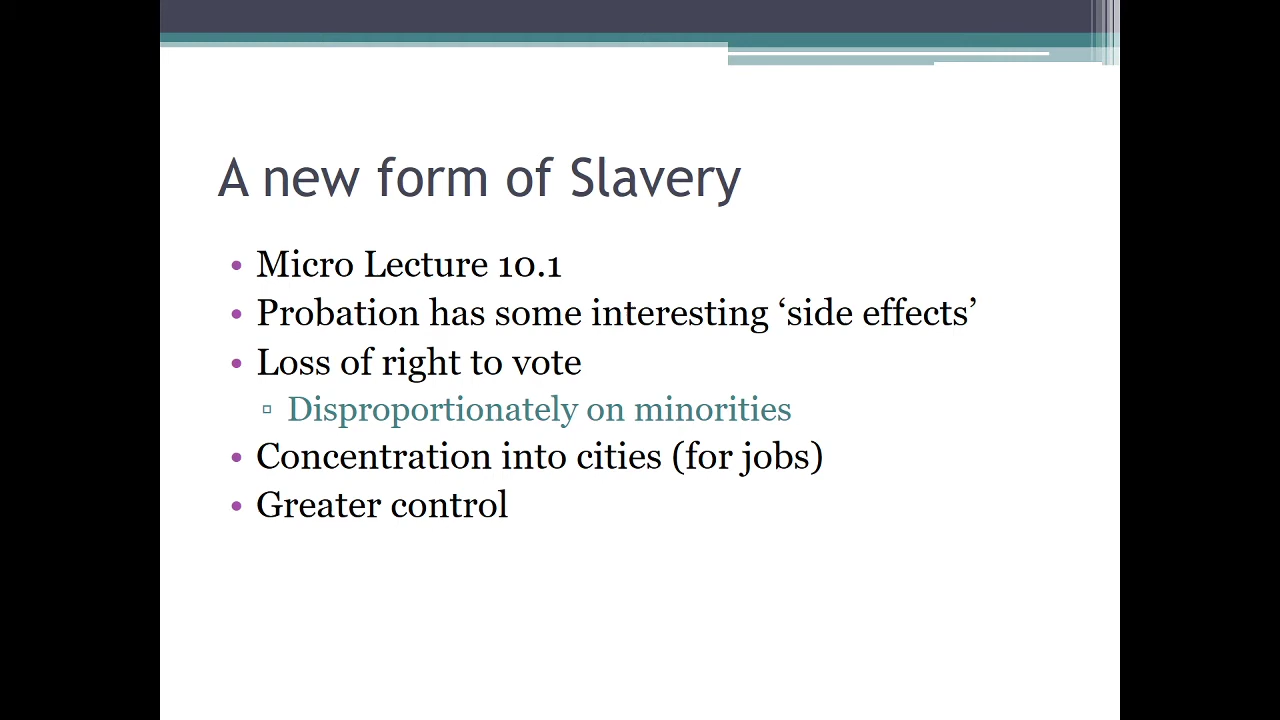 A new form of Slavery
• Micro Lecture 10.1
• Probation has some interesting ‘side effects’
• Loss of right to vote
▫ Disproportionately on minorities
• Concentration into cities (for jobs)
• Greater control